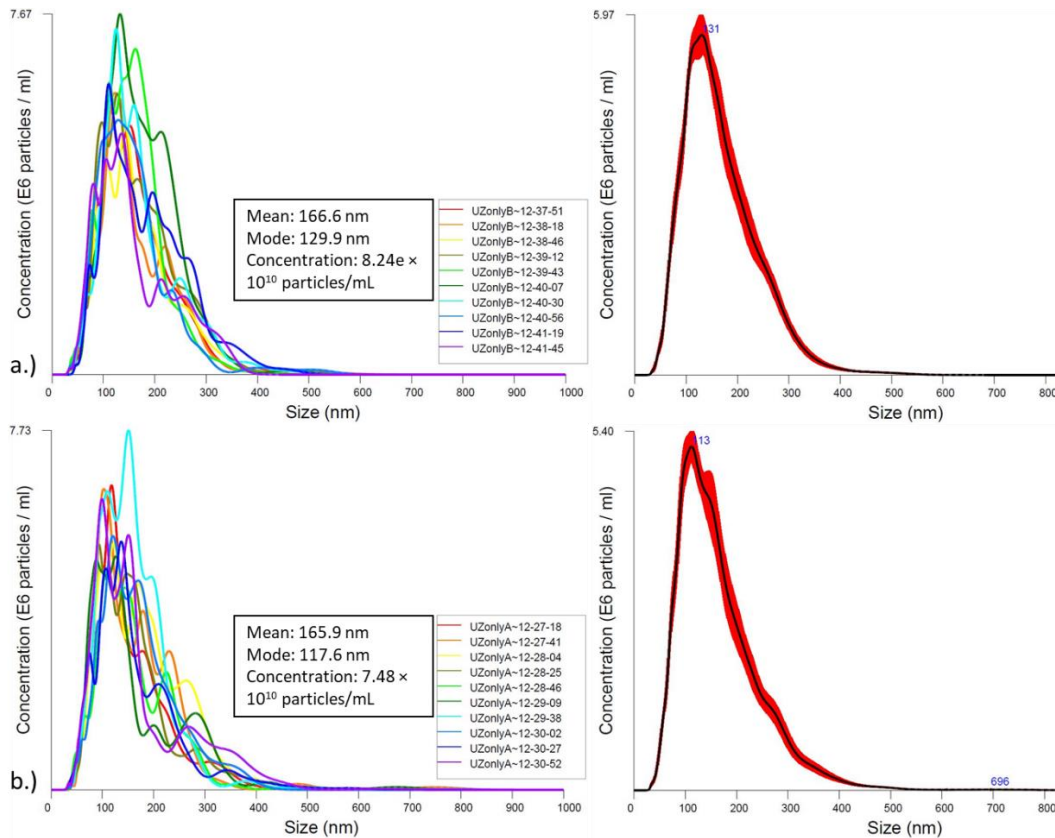 7.67
Concentration (E6 particles / ml)
Mean: 166.6 nm
Mode: 129.9 nm
Concentration: 8.24e ×
10¹⁰ particles/mL
UZonlyB~12-37-51
UZonlyB~12-38-18
UZonlyB~12-38-46
UZonlyB~12-39-12
UZonlyB~12-39-43
UZonlyB~12-40-07
UZonlyB~12-40-30
UZonlyB~12-40-56
UZonlyB~12-41-19
UZonlyB~12-41-45
a.)
0 100 200 300 400 500 600 700 800 900 1000
Size (nm)
5.97
131
Concentration (E6 particles / ml)
0 100 200 300 400 500 600 700 800
Size (nm)
7.73
Concentration (E6 particles / ml)
Mean: 165.9 nm
Mode: 117.6 nm
Concentration: 7.48 ×
10¹⁰ particles/mL
UZonlyA~12-27-18
UZonlyA~12-27-41
UZonlyA~12-28-04
UZonlyA~12-28-25
UZonlyA~12-28-46
UZonlyA~12-29-09
UZonlyA~12-29-38
UZonlyA~12-30-02
UZonlyA~12-30-27
UZonlyA~12-30-52
b.)
0 100 200 300 400 500 600 700 800 900 1000
Size (nm)
5.40
113
Concentration (E6 particles / ml)
696
0 100 200 300 400 500 600 700 800
Size (nm)